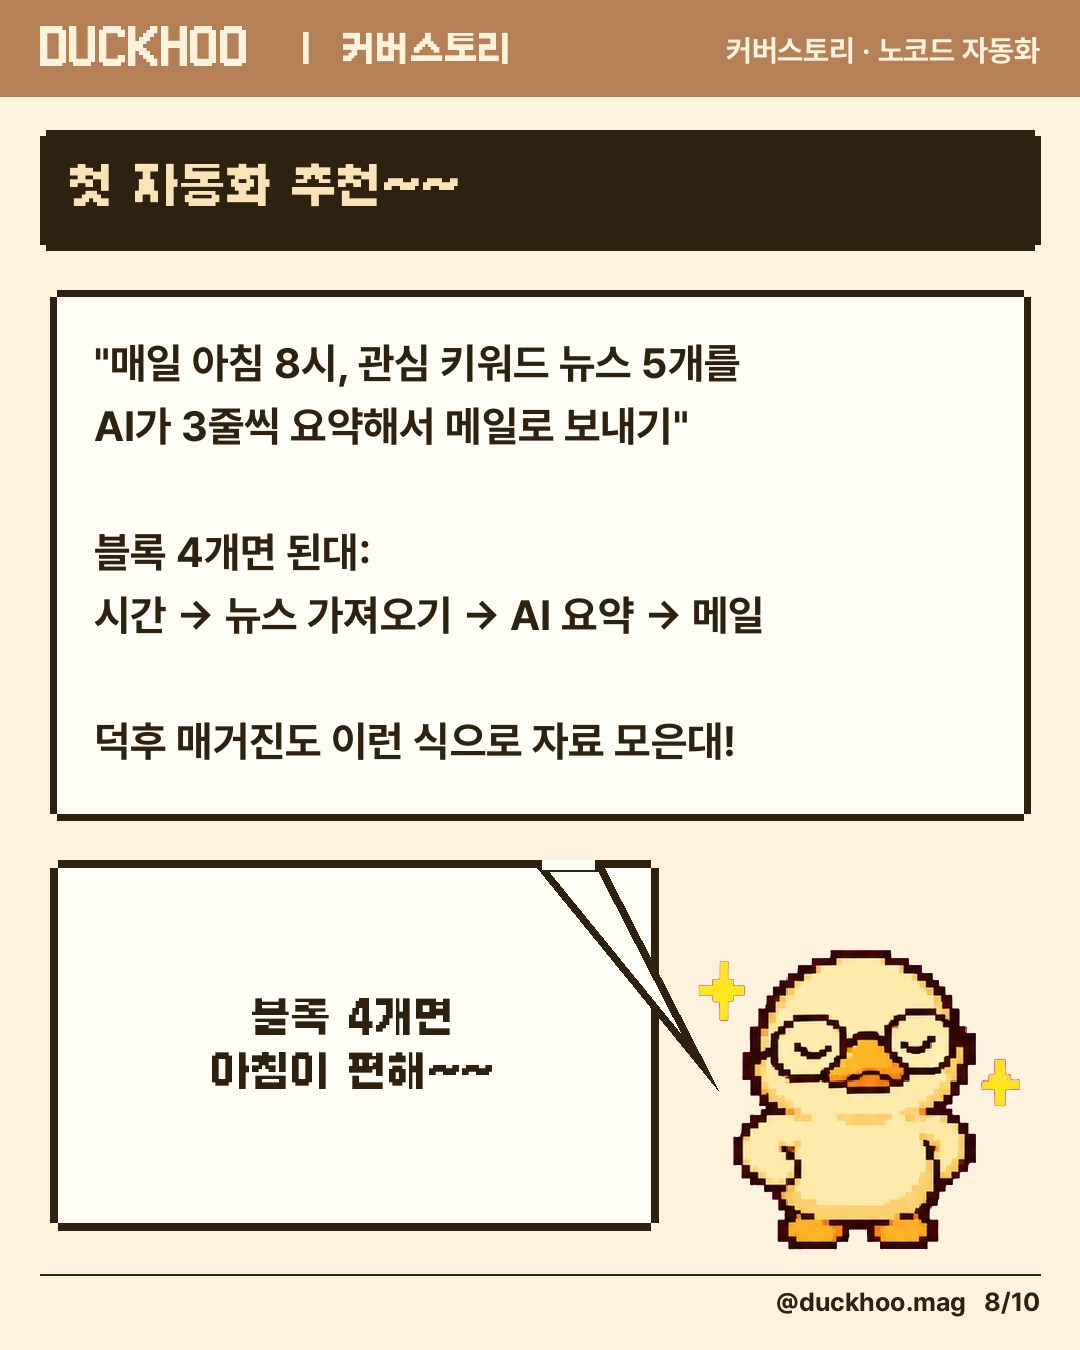 DUCKHOO | 커버스토리
커버스토리 · 노코드 자동화
첫 자동화 추천~~
"매일 아침 8시, 관심 키워드 뉴스 5개를
AI가 3줄씩 요약해서 메일로 보내기"
블록 4개면 된대:
시간 → 뉴스 가져오기 → AI 요약 → 메일
덕후 매거진도 이런 식으로 자료 모은대!
블록 4개면
아침이 편해~~
@duckhoo.mag 8/10